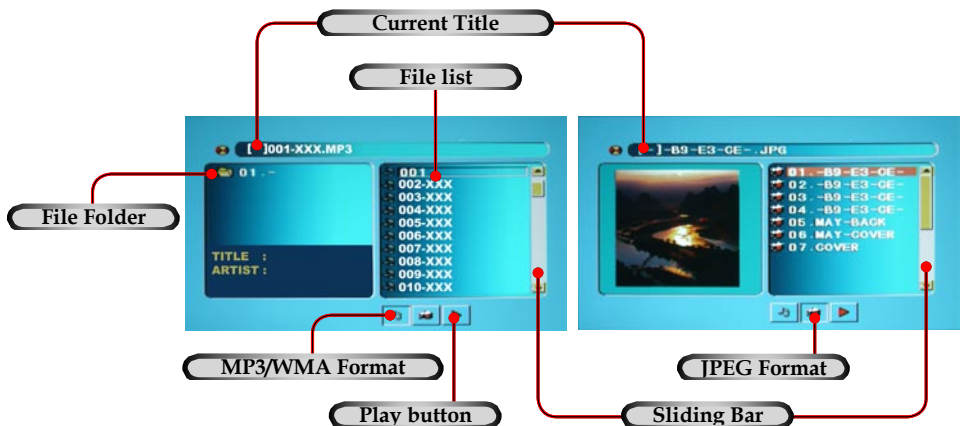 Current Title
File list
[ ]001-XXX.MP3
[ - ]-B9-E3-CE-.JPG
01.-
File Folder
TITLE :
ARTIST :
001
002-XXX
003-XXX
004-XXX
005-XXX
006-XXX
007-XXX
008-XXX
009-XXX
010-XXX
01.-B9-E3-CE-
02.-B9-E3-CE-
03.-B9-E3-CE-
04.-B9-E3-CE-
05.MAY-BACK
06.MAY-COVER
07.COVER
MP3/WMA Format
JPEG Format
Play button
Sliding Bar